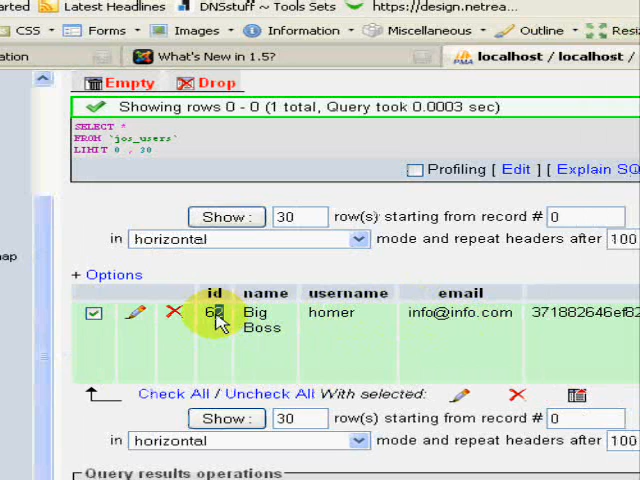 arted Latest Headlines DNSstuff ~ Tools Sets https://design.netrea...
CSS Forms Images Information Miscellaneous Outline Resiz
ation What's New in 1.5? localhost / localhost /
Empty Drop
Showing rows 0 - 0 (1 total, Query took 0.0003 sec)
SELECT *
FROM `jos_users`
LIMIT 0 , 30
Profiling [ Edit ] [ Explain SQ
Show : 30 row(s) starting from record # 0
in horizontal mode and repeat headers after 100
map
+ Options
id name username email
62 Big Boss homer info@info.com 371882646ef82
Check All / Uncheck All With selected:
Show : 30 row(s) starting from record # 0
in horizontal mode and repeat headers after 100
Query results operations